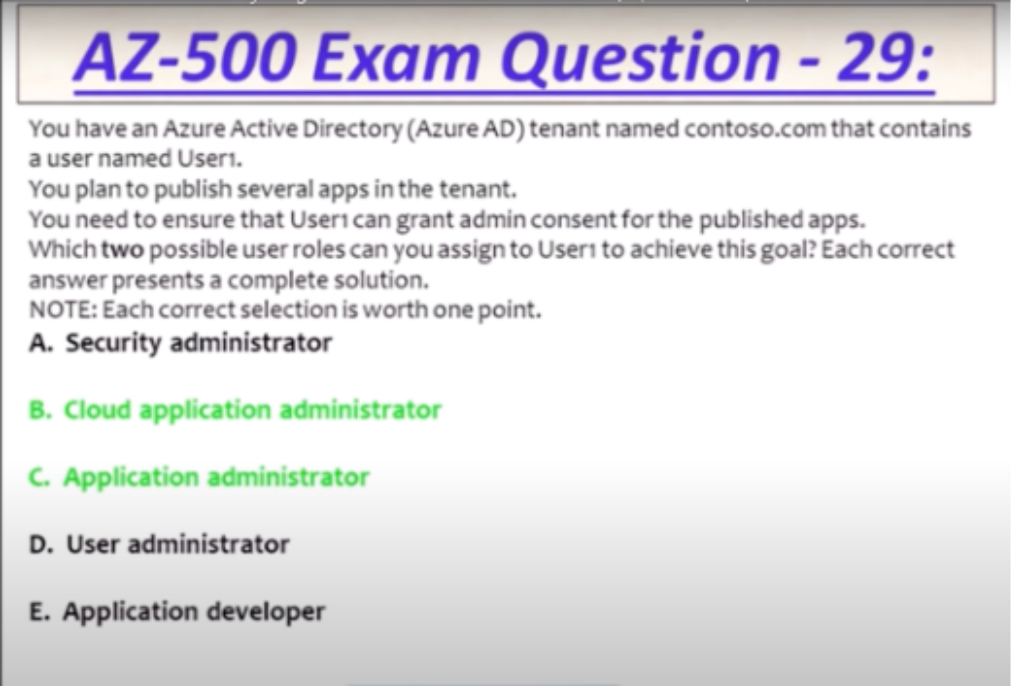 AZ-500 Exam Question - 29:
You have an Azure Active Directory (Azure AD) tenant named contoso.com that contains
a user named User1.
You plan to publish several apps in the tenant.
You need to ensure that User1 can grant admin consent for the published apps.
Which two possible user roles can you assign to User1 to achieve this goal? Each correct
answer presents a complete solution.
NOTE: Each correct selection is worth one point.
A. Security administrator
B. Cloud application administrator
C. Application administrator
D. User administrator
E. Application developer